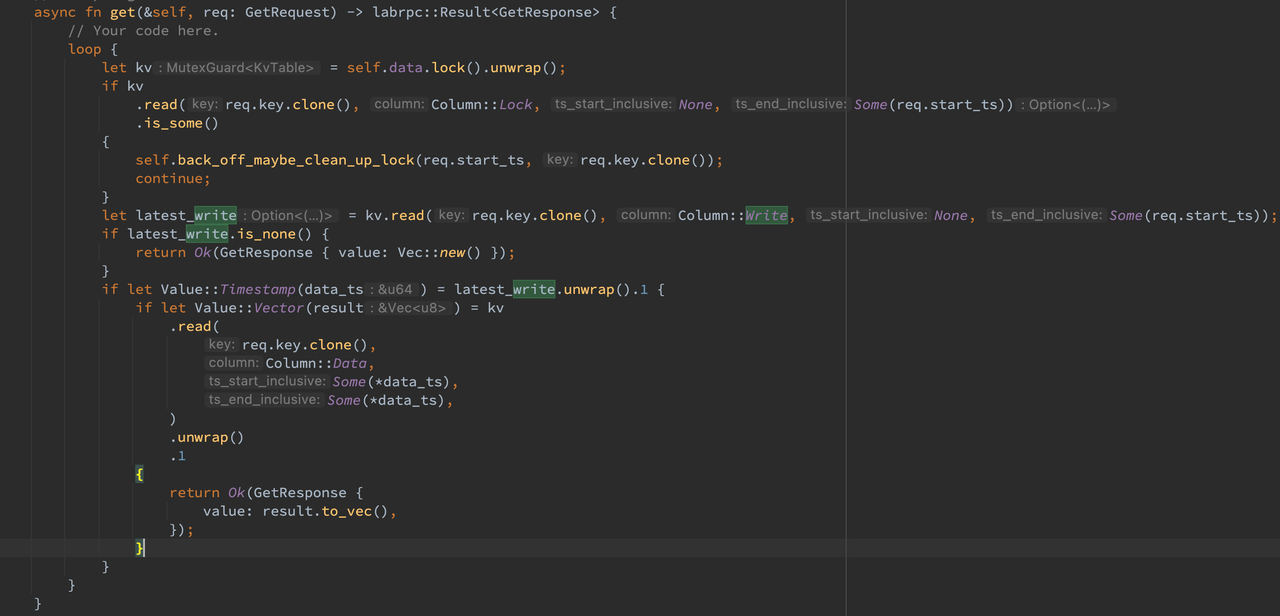 async fn get(&self, req: GetRequest) -> labrpc::Result<GetResponse> {
// Your code here.
loop {
let kv : MutexGuard<KvTable> = self.data.lock().unwrap();
if kv
.read( key: req.key.clone(), column: Column::Lock, ts_start_inclusive: None, ts_end_inclusive: Some(req.start_ts)) : Option<(...)>
.is_some()
{
self.back_off_maybe_clean_up_lock(req.start_ts, key: req.key.clone());
continue;
}
let latest_write : Option<(...)> = kv.read( key: req.key.clone(), column: Column::Write, ts_start_inclusive: None, ts_end_inclusive: Some(req.start_ts));
if latest_write.is_none() {
return Ok(GetResponse { value: Vec::new() });
}
if let Value::Timestamp(data_ts : &u64 ) = latest_write.unwrap().1 {
if let Value::Vector(result : &Vec<u8> ) = kv
.read(
key: req.key.clone(),
column: Column::Data,
ts_start_inclusive: Some(*data_ts),
ts_end_inclusive: Some(*data_ts),
)
.unwrap()
.1
{
return Ok(GetResponse {
value: result.to_vec(),
});
}
}
}
}